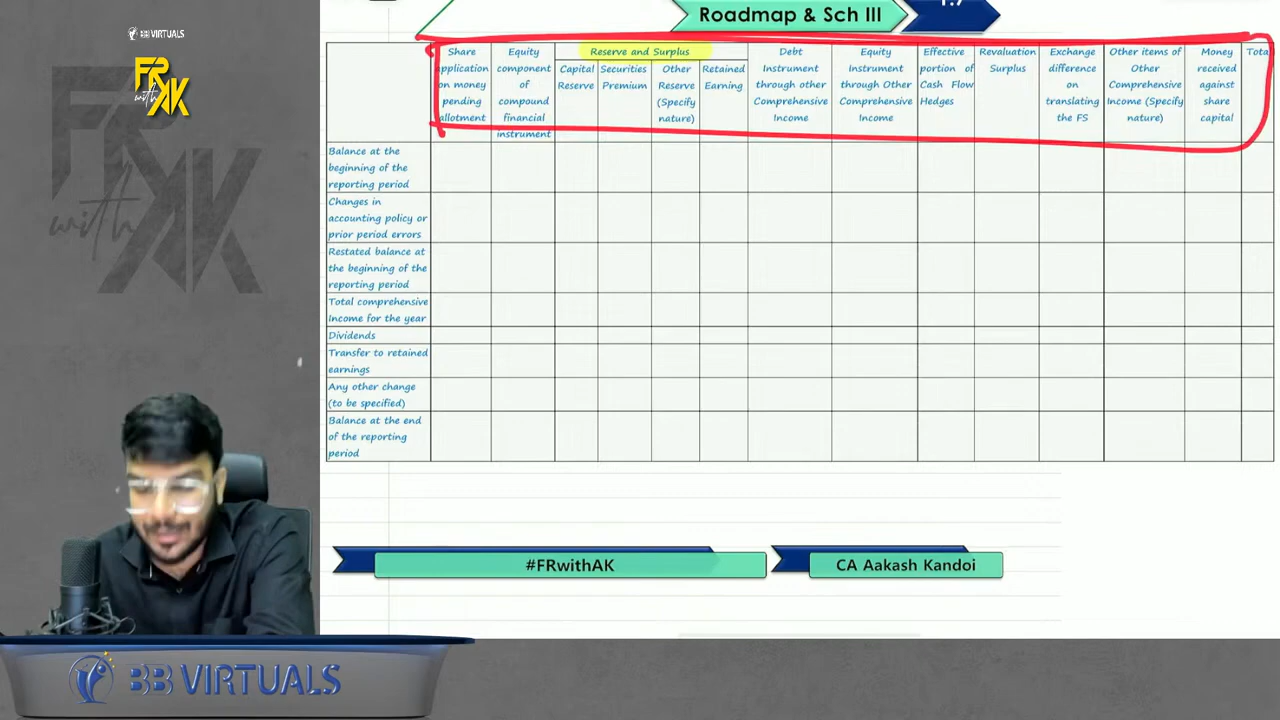 BB VIRTUALS
FR
with
AK
FR
with
AK
Roadmap & Sch III
1.7
Share application on money pending allotment
Equity component of compound financial instrument
Reserve and Surplus
Capital Reserve
Securities Premium
Other Reserve (Specify nature)
Retained Earning
Debt Instrument through other Comprehensive Income
Equity Instrument through Other Comprehensive Income
Effective portion of Cash Flow Hedges
Revaluation Surplus
Exchange difference on translating the FS
Other items of Other Comprehensive Income (Specify nature)
Money received against share capital
Total
Balance at the
beginning of the
reporting period
Changes in
accounting policy or
prior period errors
Restated balance at
the beginning of the
reporting period
Total comprehensive
Income for the year
Dividends
Transfer to retained
earnings
Any other change
(to be specified)
Balance at the end
of the reporting
period
#FRwithAK
CA Aakash Kandoi
BB VIRTUALS